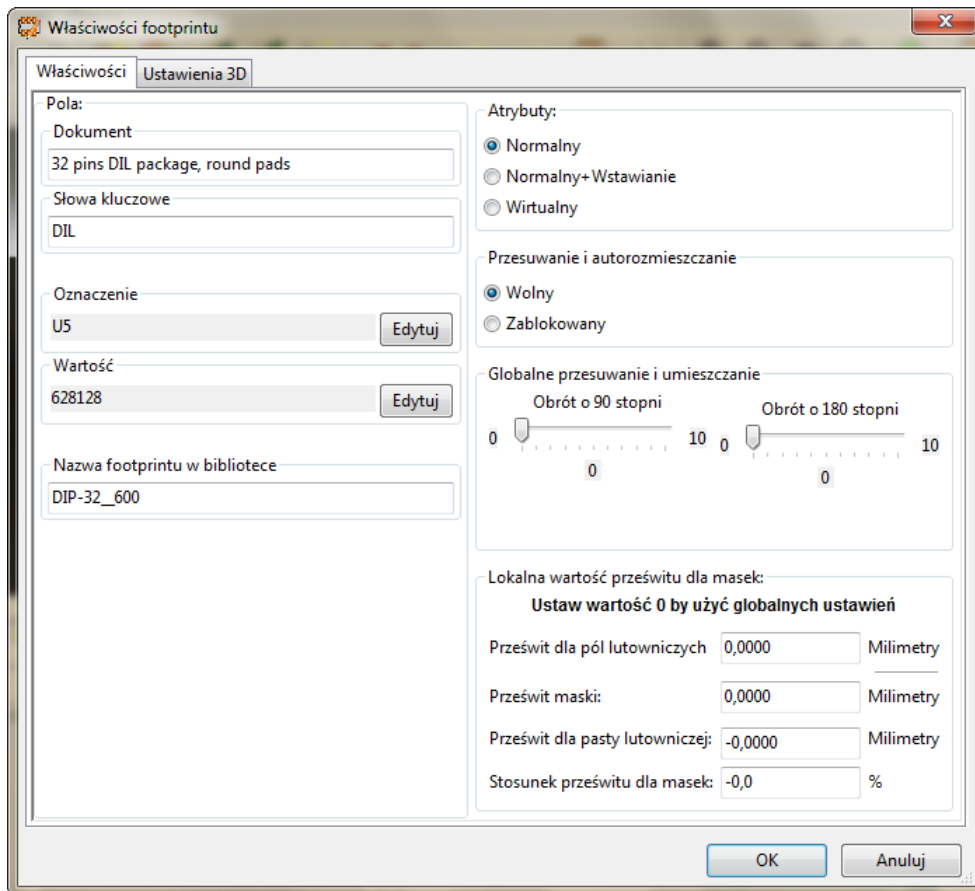 Właściwości footprintu
Właściwości
Ustawienia 3D
Pola:
Dokument
32 pins DIL package, round pads
Słowa kluczowe
DIL
Oznaczenie
U5
Edytuj
Wartość
628128
Edytuj
Nazwa footprintu w bibliotece
DIP-32__600
Atrybuty:
Normalny
Normalny+Wstawianie
Wirtualny
Przesuwanie i autorozmieszczanie
Wolny
Zablokowany
Globalne przesuwanie i umieszczanie
Obrót o 90 stopni
0
10
0
Obrót o 180 stopni
0
10
0
Lokalna wartość prześwitu dla masek:
Ustaw wartość 0 by użyć globalnych ustawień
Prześwit dla pól lutowniczych 0,0000 Milimetry
Prześwit maski: 0,0000 Milimetry
Prześwit dla pasty lutowniczej: -0,0000 Milimetry
Stosunek prześwitu dla masek: -0,0 %
OK
Anuluj